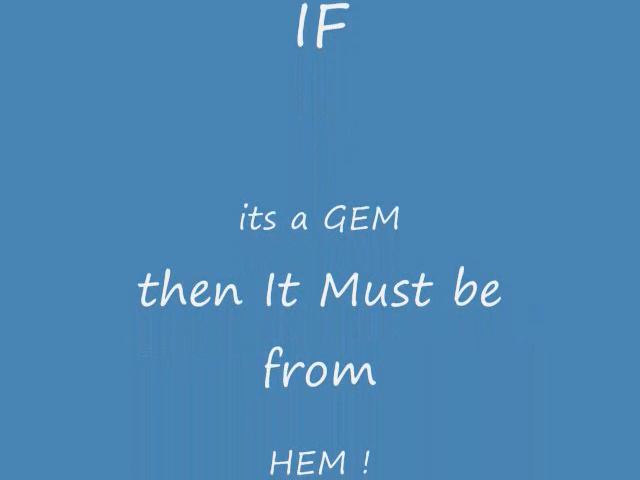 IF
its a GEM
then It Must be
from
HEM !